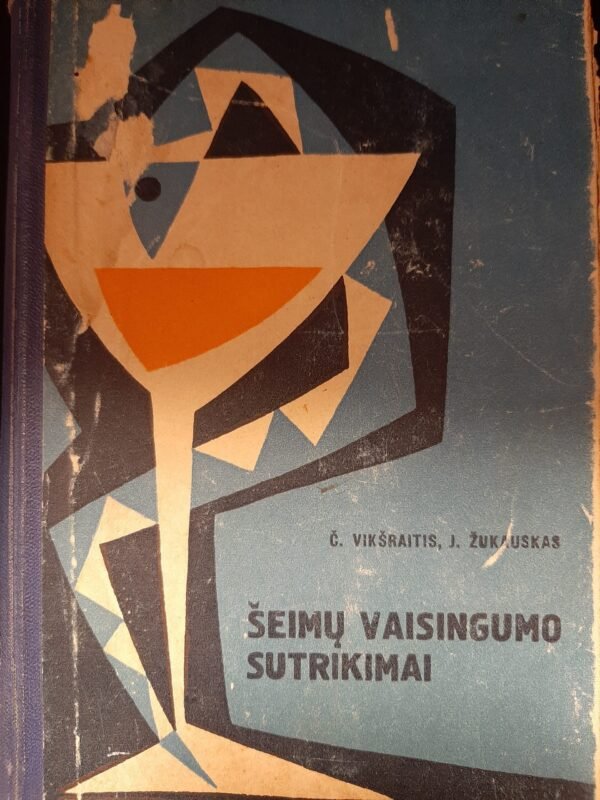 Č. VIKŠRAITIS, J. ŽUKAUSKAS
ŠEIMŲ VAISINGUMO
SUTRIKIMAI